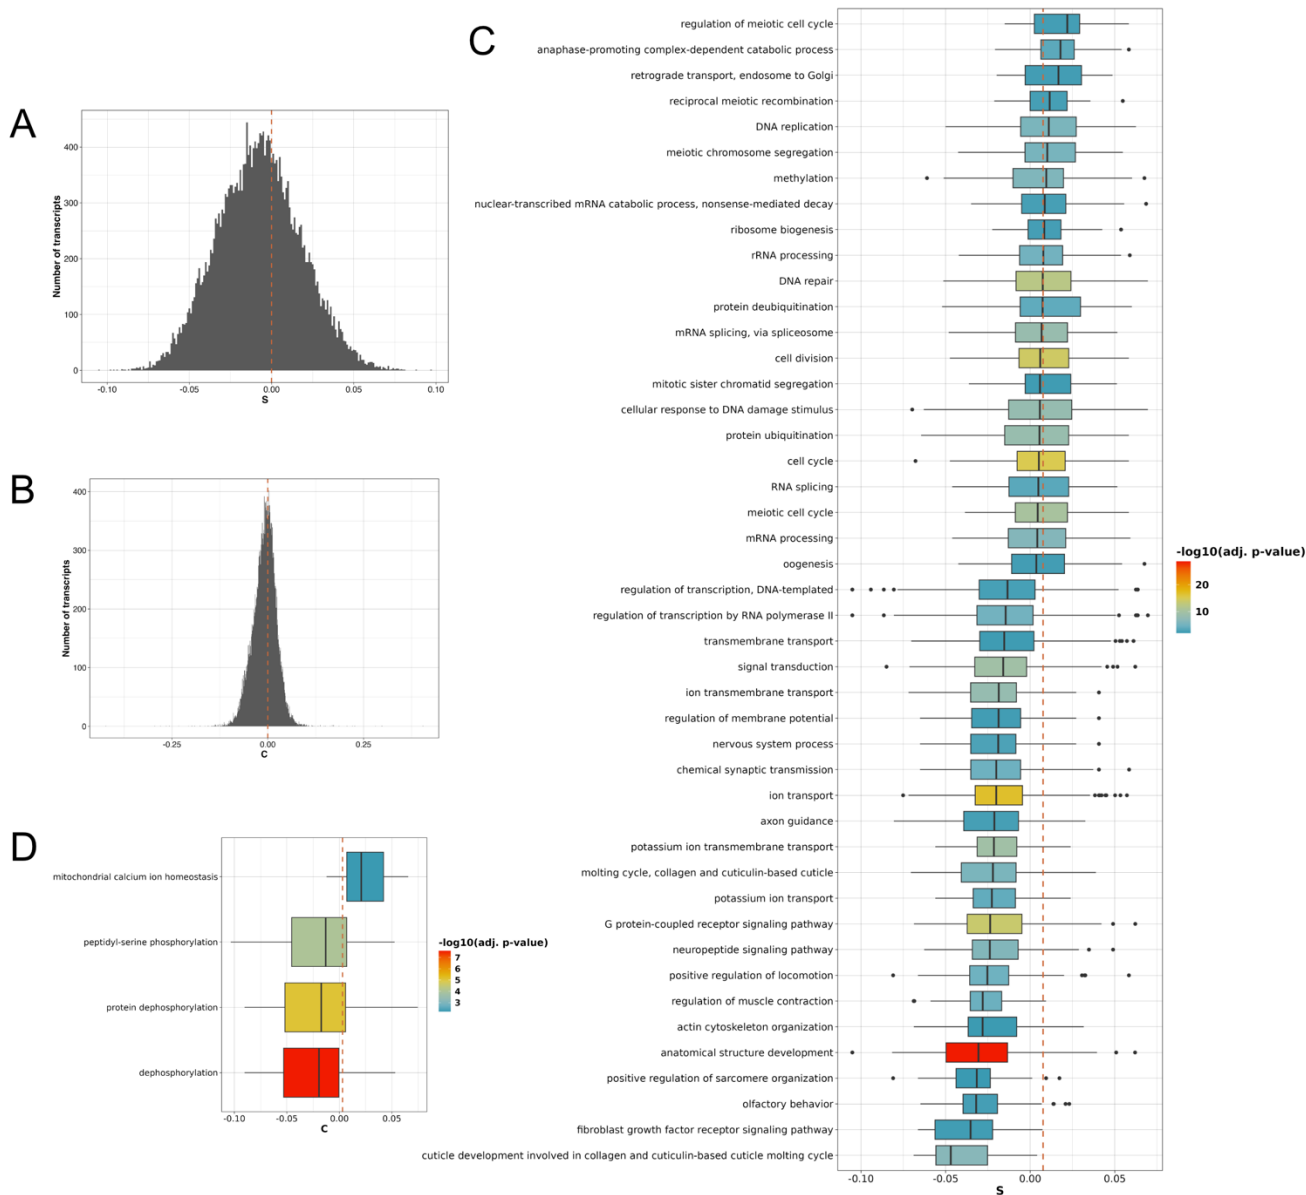 A
Number of transcripts
400
300
200
100
0
-0.10
-0.05
0.00
0.05
0.10
S
B
Number of transcripts
400
300
200
100
0
-0.25
0.00
0.25
C
D
mitochondrial calcium ion homeostasis
peptidyl-serine phosphorylation
protein dephosphorylation
dephosphorylation
-0.10
-0.05
0.00
0.05
C
-log10(adj. p-value)
7
6
5
4
3
C
regulation of meiotic cell cycle
anaphase-promoting complex-dependent catabolic process
retrograde transport, endosome to Golgi
reciprocal meiotic recombination
DNA replication
meiotic chromosome segregation
methylation
nuclear-transcribed mRNA catabolic process, nonsense-mediated decay
ribosome biogenesis
rRNA processing
DNA repair
protein deubiquitination
mRNA splicing, via spliceosome
cell division
mitotic sister chromatid segregation
cellular response to DNA damage stimulus
protein ubiquitination
cell cycle
RNA splicing
meiotic cell cycle
mRNA processing
oogenesis
regulation of transcription, DNA-templated
regulation of transcription by RNA polymerase II
transmembrane transport
signal transduction
ion transmembrane transport
regulation of membrane potential
nervous system process
chemical synaptic transmission
ion transport
axon guidance
potassium ion transmembrane transport
molting cycle, collagen and cuticulin-based cuticle
potassium ion transport
G protein-coupled receptor signaling pathway
neuropeptide signaling pathway
positive regulation of locomotion
regulation of muscle contraction
actin cytoskeleton organization
anatomical structure development
positive regulation of sarcomere organization
olfactory behavior
fibroblast growth factor receptor signaling pathway
cuticle development involved in collagen and cuticulin-based cuticle molting cycle
-0.10
-0.05
0.00
0.05
S
-log10(adj. p-value)
20
10